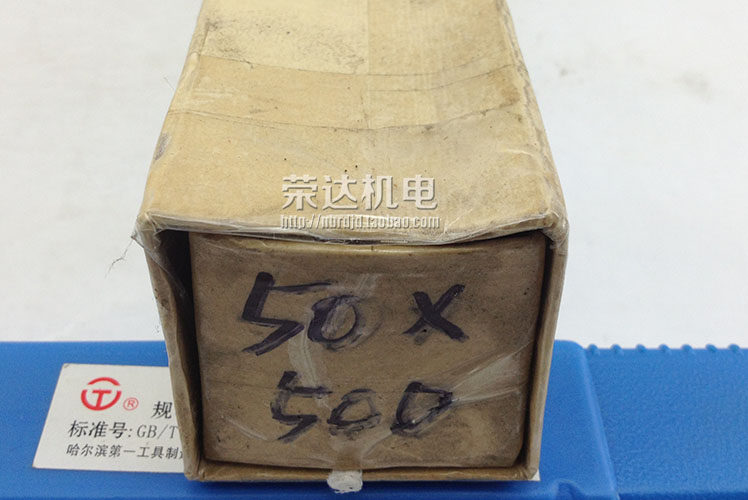 荣达机电
http://nbrdjd.taobao.com
50 x
500
T ®
规
标准号:GB/T
哈尔滨第一工具制